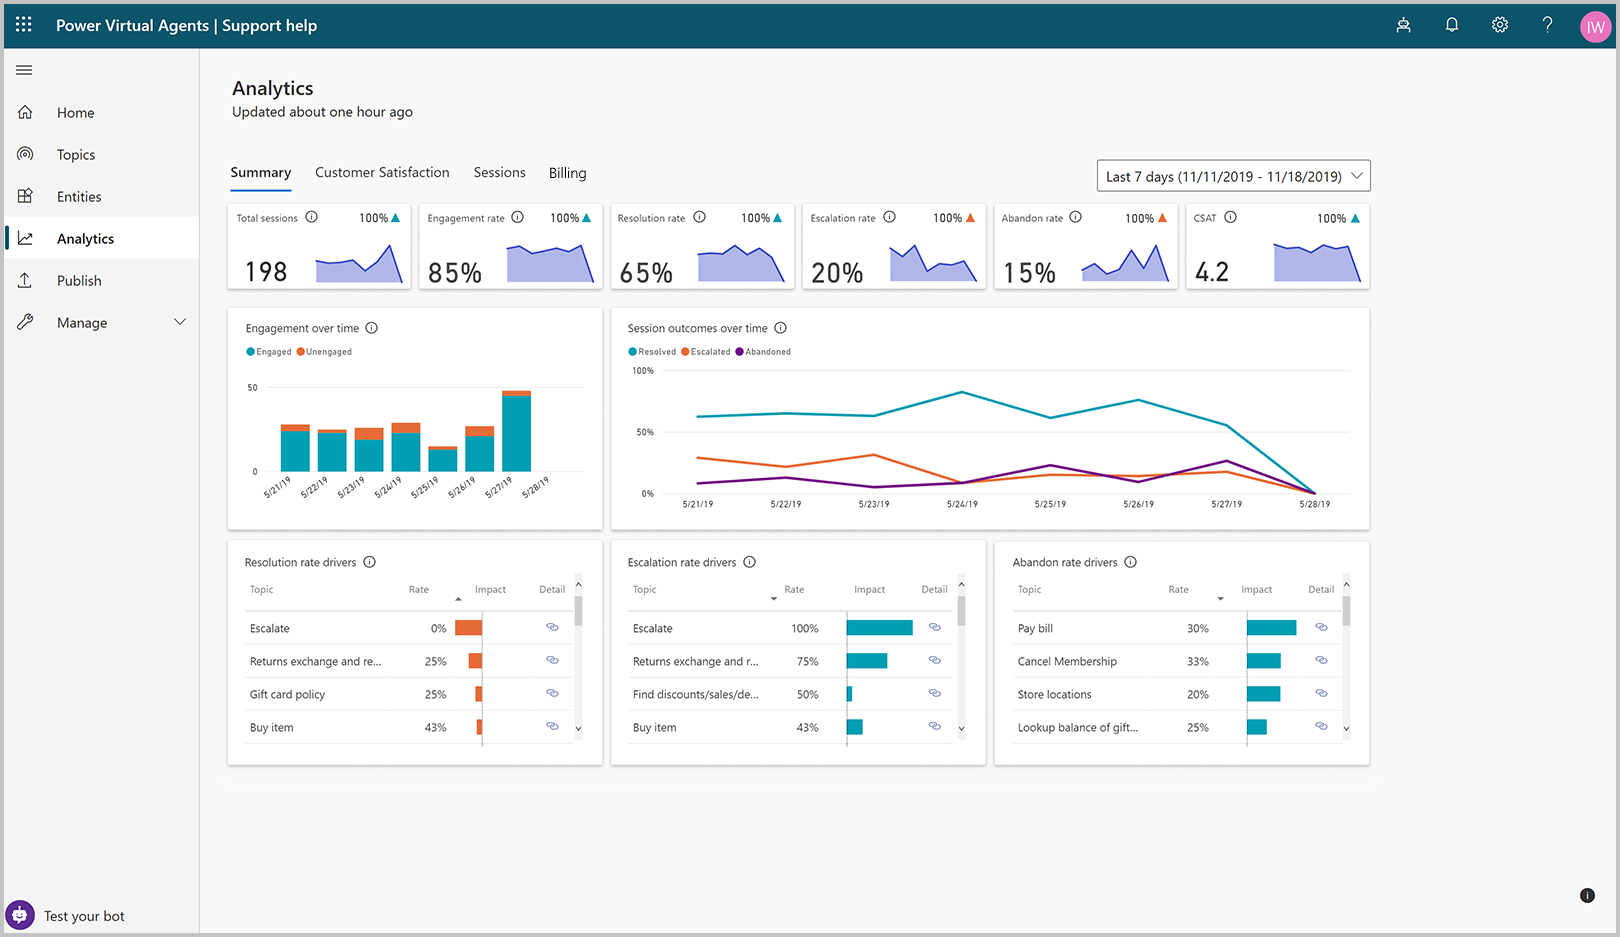 Power Virtual Agents | Support help
IW
Home
Topics
Entities
Analytics
Publish
Manage
Test your bot
Analytics
Updated about one hour ago
Summary Customer Satisfaction Sessions Billing
Last 7 days (11/11/2019 - 11/18/2019)
Total sessions 100%
198
Engagement rate 100%
85%
Resolution rate 100%
65%
Escalation rate 100%
20%
Abandon rate 100%
15%
CSAT 100%
4.2
Engagement over time
Engaged Unengaged
50
0
5/21/19 5/22/19 5/23/19 5/24/19 5/25/19 5/26/19 5/27/19 5/28/19
Session outcomes over time
Resolved Escalated Abandoned
100%
50%
0%
5/21/19 5/22/19 5/23/19 5/24/19 5/25/19 5/26/19 5/27/19 5/28/19
Resolution rate drivers
Topic Rate Impact Detail
Escalate 0%
Returns exchange and re... 25%
Gift card policy 25%
Buy item 43%
Escalation rate drivers
Topic Rate Impact Detail
Escalate 100%
Returns exchange and r... 75%
Find discounts/sales/de... 50%
Buy item 43%
Abandon rate drivers
Topic Rate Impact Detail
Pay bill 30%
Cancel Membership 33%
Store locations 20%
Lookup balance of gift... 25%